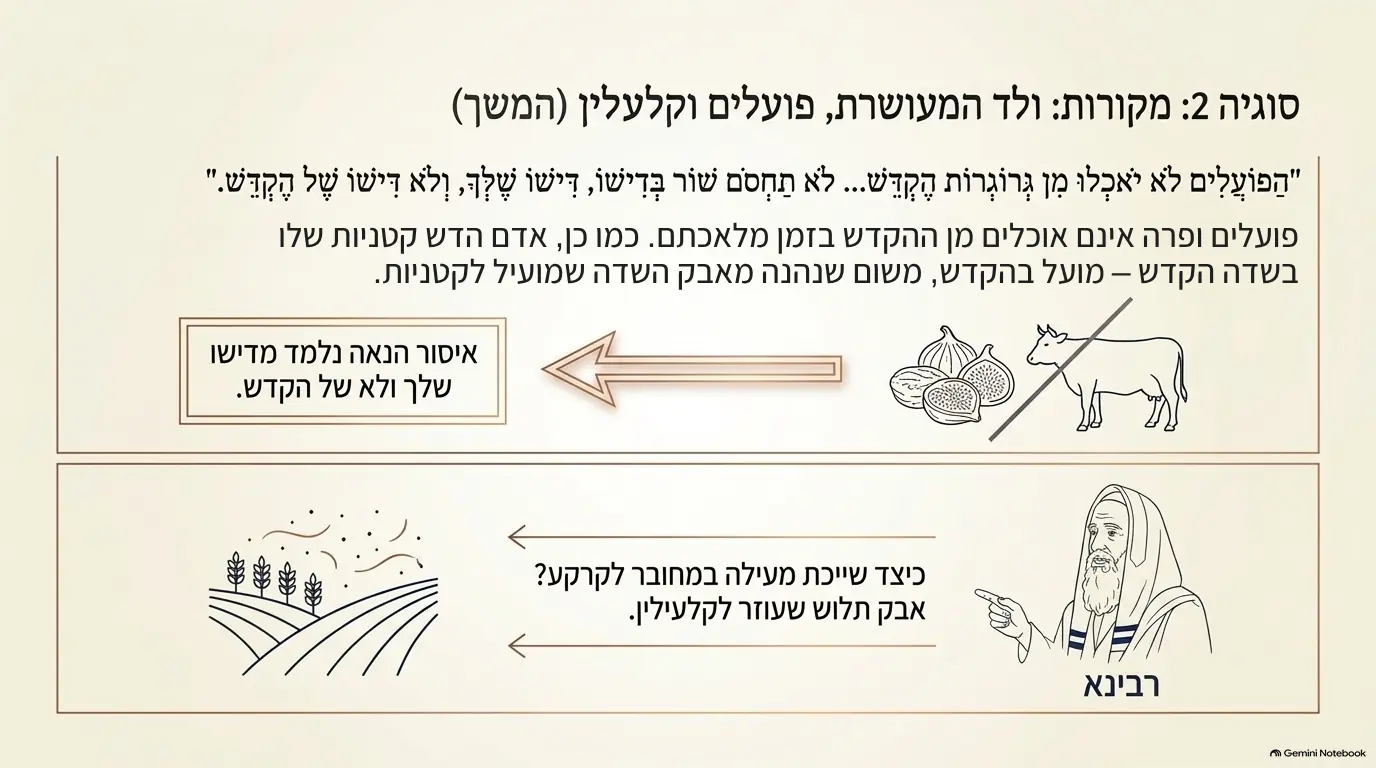 סוגיה 2: מקורות: ולד המעושרת, פועלים וקלעלין (המשך)
"הַפּוֹעֲלִים לֹא יֹאכְלוּ מִן גְּרוֹגְרוֹת הֶקְדֵּשׁ... לֹא תַחְסֹם שׁוֹר בְּדִישׁוֹ, דִּישׁוֹ שֶׁלְּךָ, וְלֹא דִּישׁוֹ שֶׁל הֶקְדֵּשׁ."
פועלים ופרה אינם אוכלים מן ההקדש בזמן מלאכתם. כמו כן, אדם הדש קטניות שלו
בשדה הקדש – מועל בהקדש, משום שנהנה מאבק השדה שמועיל לקטניות.
איסור הנאה נלמד מדישו
שלך ולא של הקדש.
כיצד שייכת מעילה במחובר לקרקע?
אבק תלוש שעוזר לקלעילין.
רבינא
Gemini Notebook